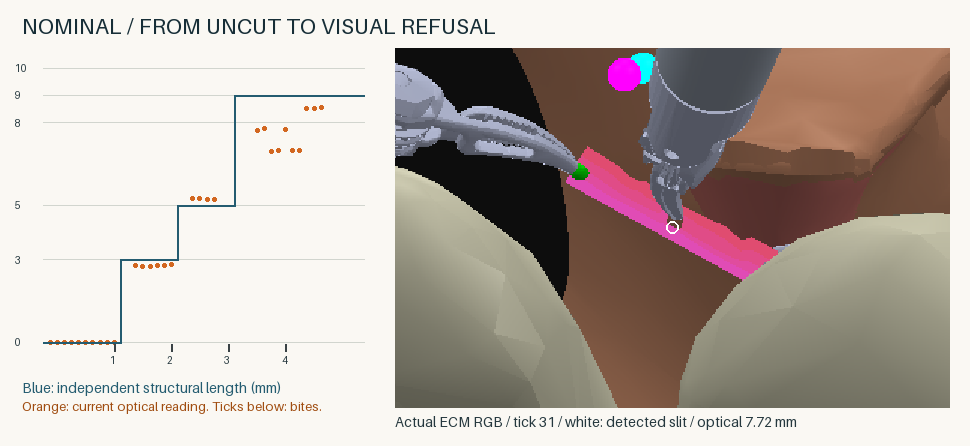 NOMINAL / FROM UNCUT TO VISUAL REFUSAL
10
9
8
5
3
0
1 2 3 4
Blue: independent structural length (mm)
Orange: current optical reading. Ticks below: bites.
Actual ECM RGB / tick 31 / white: detected slit / optical 7.72 mm